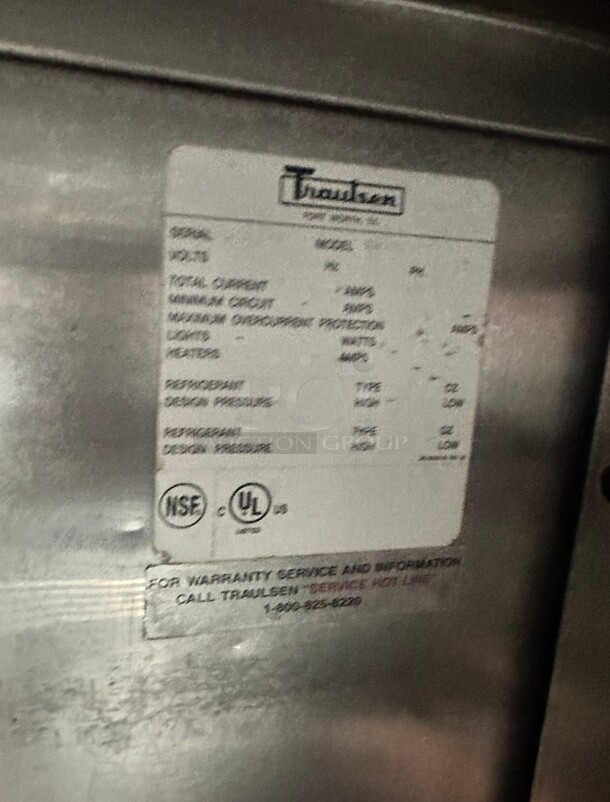 Traulsen
FORT WORTH, TX.
SERIAL MODEL
VOLTS Hz PH
TOTAL CURRENT AMPS
MINIMUM CIRCUIT AMPS
MAXIMUM OVERCURRENT PROTECTION AMPS
LIGHTS WATTS
HEATERS AMPS
REFRIGERANT TYPE OZ
DESIGN PRESSURE HIGH LOW
REFRIGERANT TYPE OZ
DESIGN PRESSURE HIGH LOW
AUCTION GROUP
NSF® C UL US
LISTED
FOR WARRANTY SERVICE AND INFORMATION
CALL TRAULSEN "SERVICE HOT LINE"
1-800-825-8220